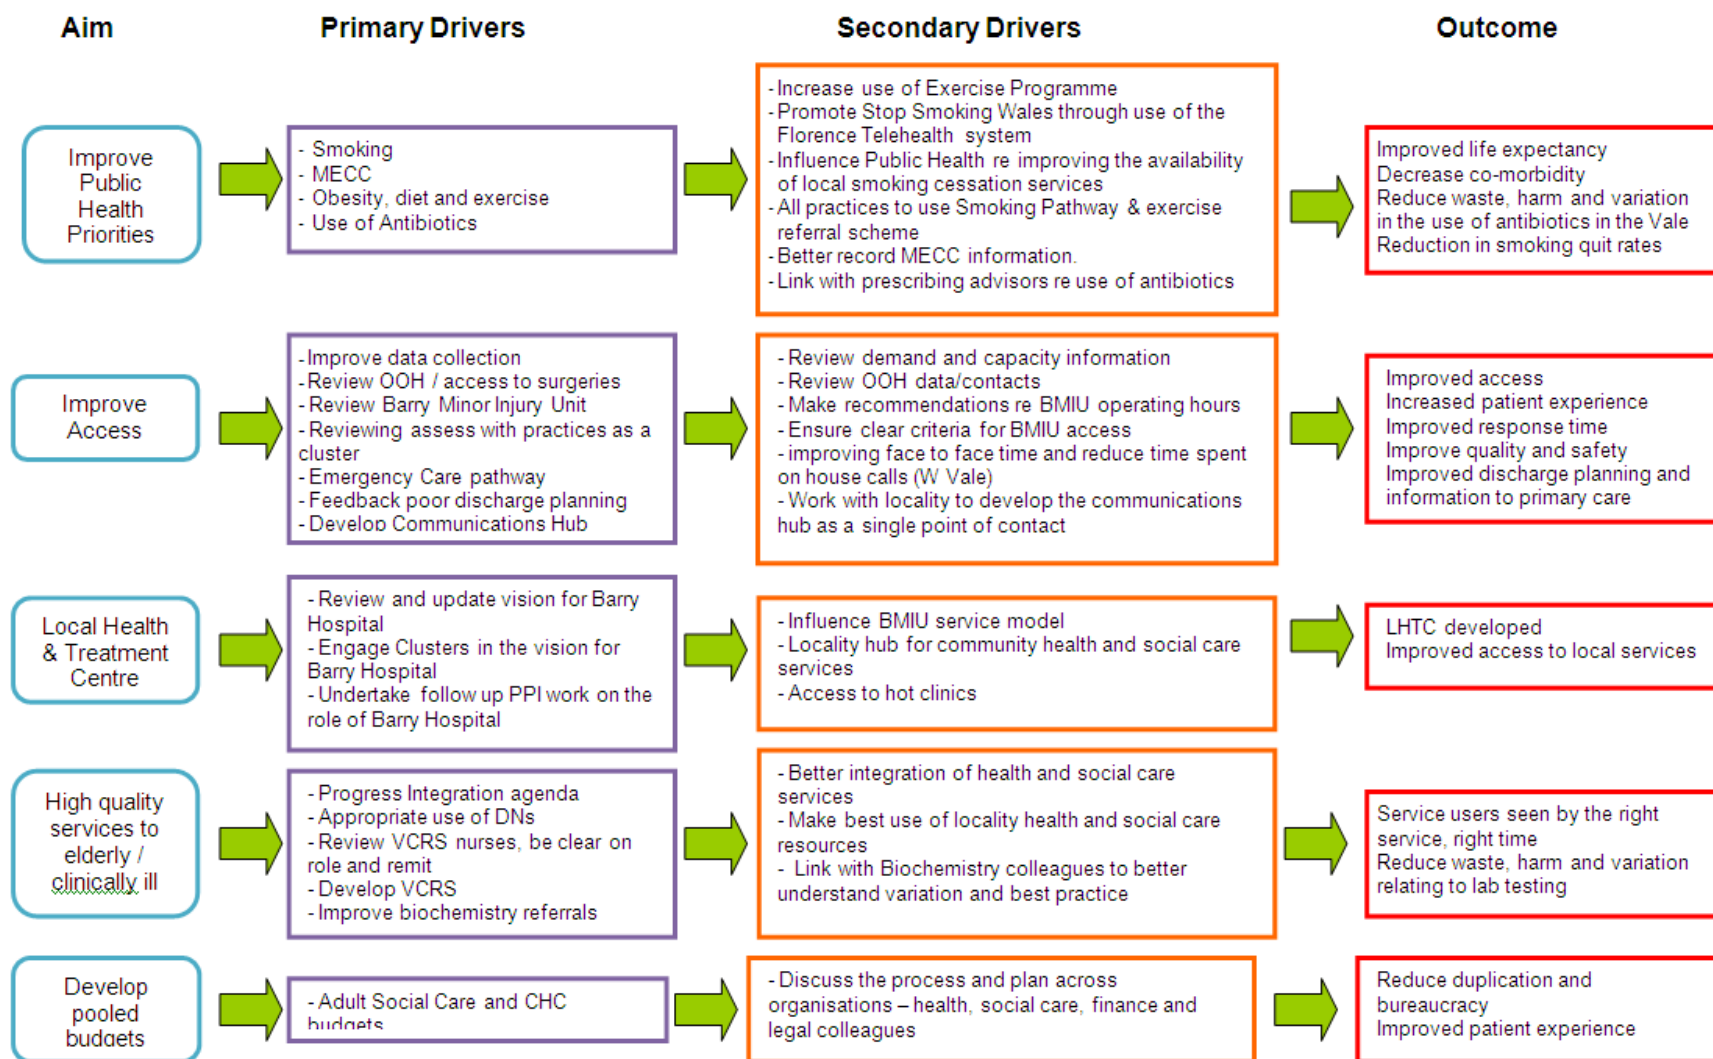 Aim
Primary Drivers
Secondary Drivers
Outcome
Improve
Public
Health
Priorities
- Smoking
- MECC
- Obesity, diet and exercise
- Use of Antibiotics
-Increase use of Exercise Programme
-Promote Stop Smoking Wales through use of the
Florence Telehealth system
-Influence Public Health re improving the availability
of local smoking cessation services
-All practices to use Smoking Pathway & exercise
referral scheme
-Better record MECC information.
-Link with prescribing advisors re use of antibiotics
Improved life expectancy
Decrease co-morbidity
Reduce waste, harm and variation
in the use of antibiotics in the Vale
Reduction in smoking quit rates
Improve
Access
-Improve data collection
-Review OOH / access to surgeries
-Review Barry Minor Injury Unit
-Reviewing assess with practices as a
cluster
-Emergency Care pathway
-Feedback poor discharge planning
-Develop Communications Hub
- Review demand and capacity information
- Review OOH data/contacts
- Make recommendations re BMIU operating hours
- Ensure clear criteria for BMIU access
- improving face to face time and reduce time spent
on house calls (W Vale)
- Work with locality to develop the communications
hub as a single point of contact
Improved access
Increased patient experience
Improved response time
Improve quality and safety
Improved discharge planning and
information to primary care
Local Health
& Treatment
Centre
- Review and update vision for Barry
Hospital
- Engage Clusters in the vision for
Barry Hospital
- Undertake follow up PPI work on the
role of Barry Hospital
- Influence BMIU service model
- Locality hub for community health and social care
services
- Access to hot clinics
LHTC developed
Improved access to local services
High quality
services to
elderly /
clinically ill
- Progress Integration agenda
- Appropriate use of DNs
- Review VCRS nurses, be clear on
role and remit
- Develop VCRS
- Improve biochemistry referrals
- Better integration of health and social care
services
- Make best use of locality health and social care
resources
- Link with Biochemistry colleagues to better
understand variation and best practice
Service users seen by the right
service, right time
Reduce waste, harm and variation
relating to lab testing
Develop
pooled
budgets
- Adult Social Care and CHC
budgets
- Discuss the process and plan across
organisations – health, social care, finance and
legal colleagues
Reduce duplication and
bureaucracy
Improved patient experience